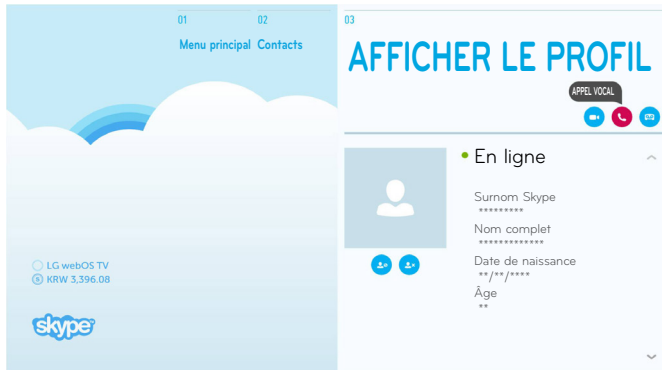 01 02
Menu principal Contacts
LG webOS TV
KRW 3,396.08
skype
03
AFFICHER LE PROFIL
APPEL VOCAL
En ligne
Surnom Skype
*********
Nom complet
*************
Date de naissance
**/**/****
Âge
**